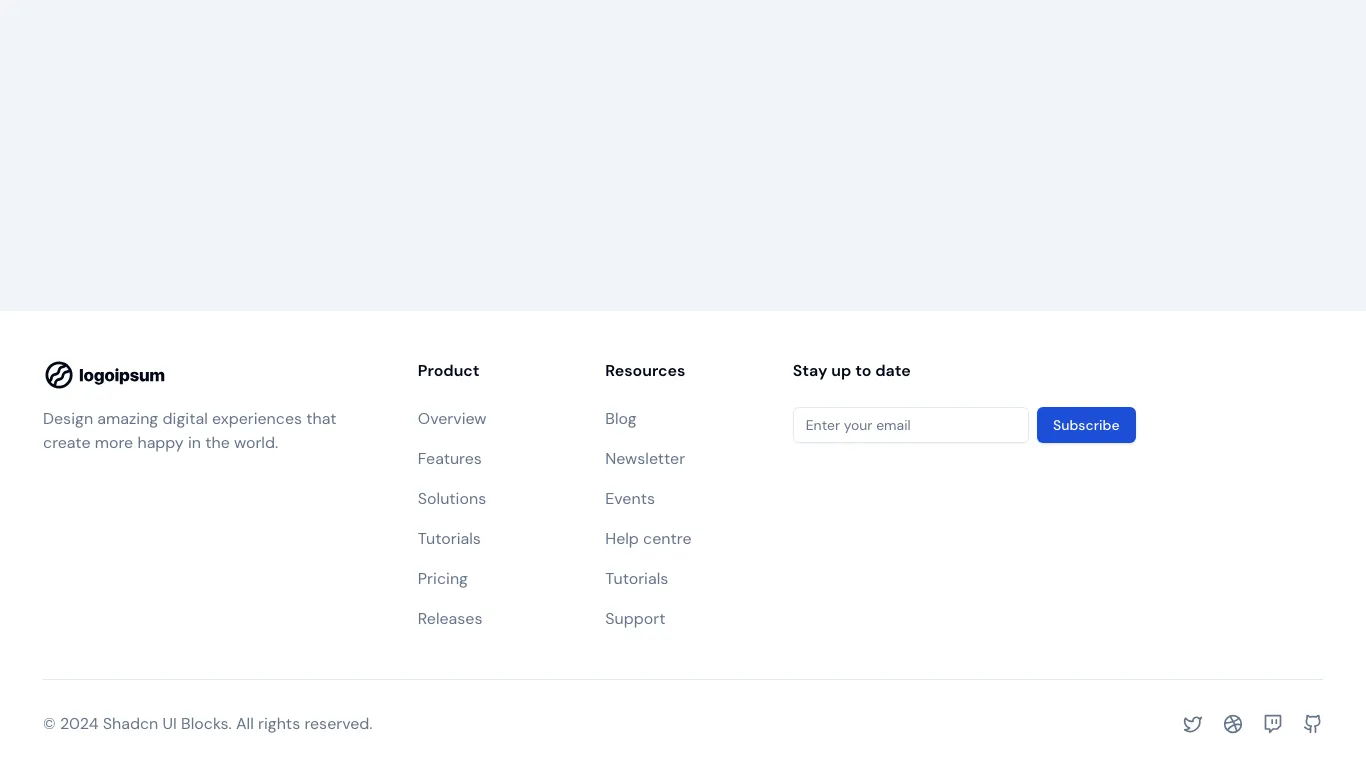 logoipsum
Design amazing digital experiences that
create more happy in the world.
Product
Overview
Features
Solutions
Tutorials
Pricing
Releases
Resources
Blog
Newsletter
Events
Help centre
Tutorials
Support
Stay up to date
Enter your email
Subscribe
© 2024 Shadcn UI Blocks. All rights reserved.